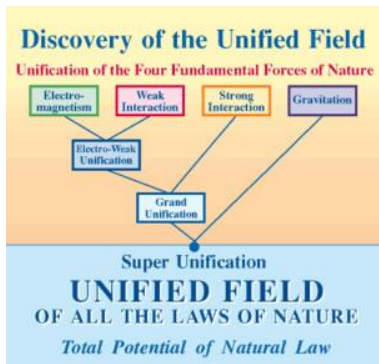 Discovery of the Unified Field
Unification of the Four Fundamental Forces of Nature
Electro-
magnetism
Weak
Interaction
Strong
Interaction
Gravitation
Electro-Weak
Unification
Grand
Unification
Super Unification
UNIFIED FIELD
OF ALL THE LAWS OF NATURE
Total Potential of Natural Law